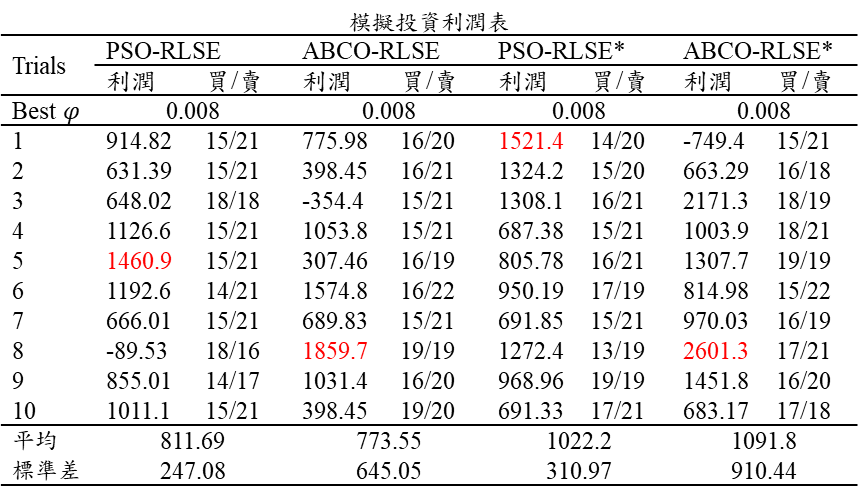 模擬投資利潤表
Trials PSO-RLSE ABCO-RLSE PSO-RLSE* ABCO-RLSE*
利潤 買/賣 利潤 買/賣 利潤 買/賣 利潤 買/賣
Best φ 0.008 0.008 0.008 0.008
1 914.82 15/21 775.98 16/20 1521.4 14/20 -749.4 15/21
2 631.39 15/21 398.45 16/21 1324.2 15/20 663.29 16/18
3 648.02 18/18 -354.4 15/21 1308.1 16/21 2171.3 18/19
4 1126.6 15/21 1053.8 15/21 687.38 15/21 1003.9 18/21
5 1460.9 15/21 307.46 16/19 805.78 16/21 1307.7 19/19
6 1192.6 14/21 1574.8 16/22 950.19 17/19 814.98 15/22
7 666.01 15/21 689.83 15/21 691.85 15/21 970.03 16/19
8 -89.53 18/16 1859.7 19/19 1272.4 13/19 2601.3 17/21
9 855.01 14/17 1031.4 16/20 968.96 19/19 1451.8 16/20
10 1011.1 15/21 398.45 19/20 691.33 17/21 683.17 17/18
平均 811.69 773.55 1022.2 1091.8
標準差 247.08 645.05 310.97 910.44